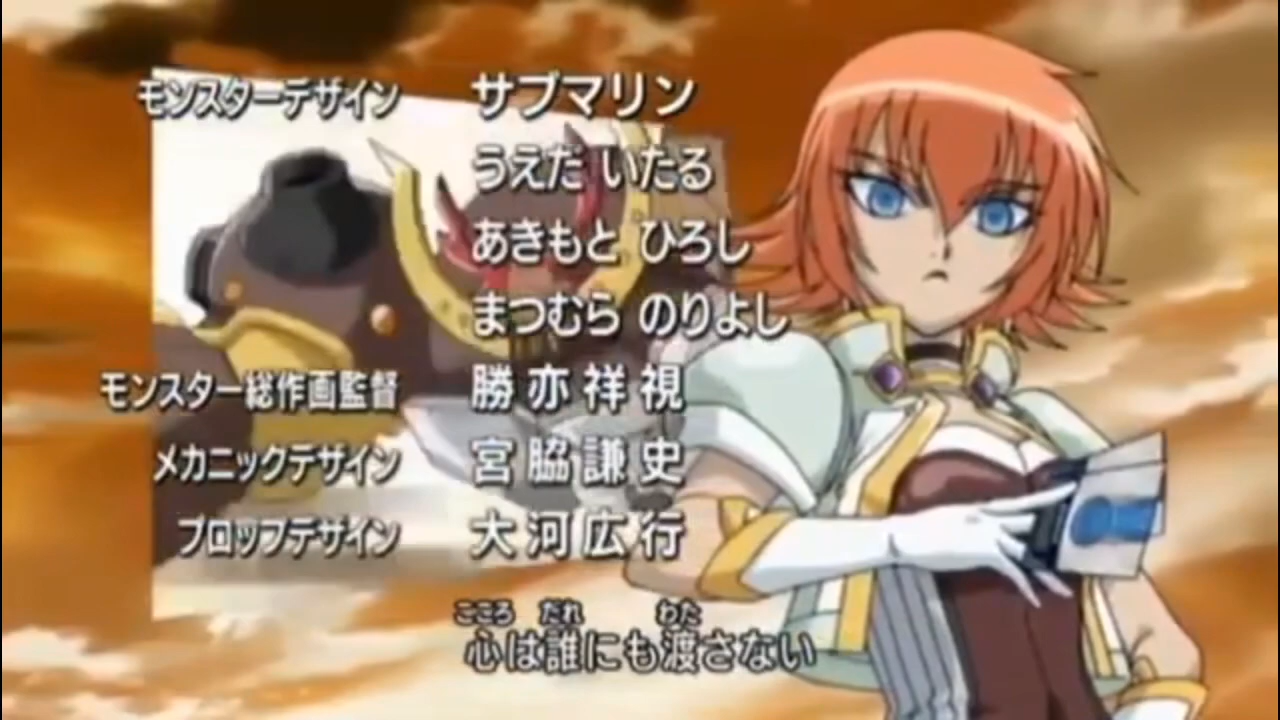 モンスターデザイン サブマリン
うえだ いたる
あきもと ひろし
まつむら のりよし
モンスター総作画監督 勝亦祥視
メカニックデザイン 宮脇謙史
プロップデザイン 大河広行
こころ だれ わた
心は誰にも渡さない